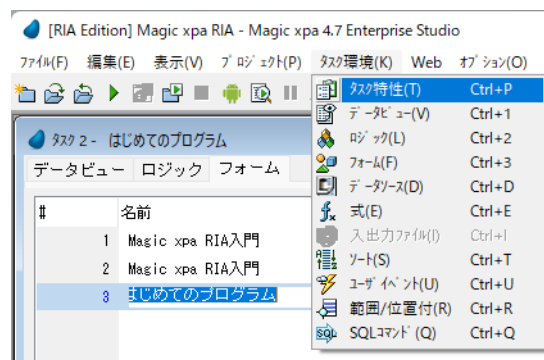 [RIA Edition] Magic xpa RIA - Magic xpa 4.7 Enterprise Studio
ﾌｧｲﾙ(F) 編集(E) 表示(V) ﾌﾟﾛｼﾞｪｸﾄ(P) ﾀｽｸ環境(K) Web ｵﾌﾟｼｮﾝ(O)
ﾀｽｸ特性(T) Ctrl+P
ﾃﾞｰﾀﾋﾞｭｰ(V) Ctrl+1
ﾛｼﾞｯｸ(L) Ctrl+2
ﾌｫｰﾑ(F) Ctrl+3
ﾃﾞｰﾀｿｰｽ(D) Ctrl+D
式(E) Ctrl+E
入出力ﾌｧｲﾙ(I) Ctrl+I
ｿｰﾄ(S) Ctrl+T
ﾕｰｻﾞｲﾍﾞﾝﾄ(U) Ctrl+U
範囲/位置付(R) Ctrl+R
SQLｺﾏﾝﾄﾞ(Q) Ctrl+Q
ﾀｽｸ 2 - はじめてのプログラム
データビュー ロジック フォーム
# 名前
1 Magic xpa RIA入門
2 Magic xpa RIA入門
3 はじめてのプログラム